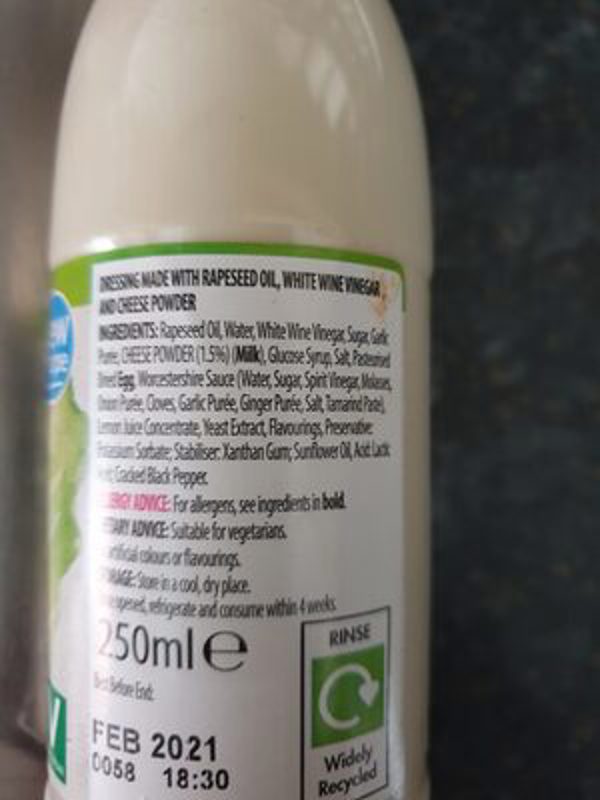 DRESSING MADE WITH RAPESEED OIL, WHITE WINE VINEGAR
AND CHEESE POWDER
INGREDIENTS: Rapeseed Oil, Water, White Wine Vinegar, Sugar, Garlic
Purée, CHEESE POWDER (1.5%) (Milk), Glucose Syrup, Salt, Pasteurised
Dried Egg, Worcestershire Sauce (Water, Sugar, Spirit Vinegar, Molasses,
Onion Purée, Cloves, Garlic Purée, Ginger Purée, Salt, Tamarind Paste),
Lemon Juice Concentrate, Yeast Extract, Flavourings, Preservative:
Potassium Sorbate; Stabiliser: Xanthan Gum; Sunflower Oil, Acid: Lactic
Cracked Black Pepper.
ERGY ADVICE: For allergens, see ingredients in bold.
ETARY ADVICE: Suitable for vegetarians.
artificial colours or flavourings.
RAGE: Store in a cool, dry place.
opened, refrigerate and consume within 4 weeks.
250ml e
Best Before End:
FEB 2021
0058 18:30
RINSE
Widely
Recycled
V